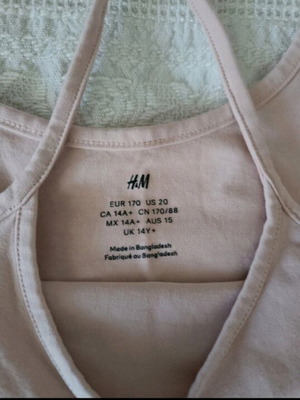 H&M
EUR 170 US 20
CA 14A+ CN 170/88
MX 14A+ AUS 15
UK 14Y+
Made in Bangladesh
Fabriqué au Bangladesh